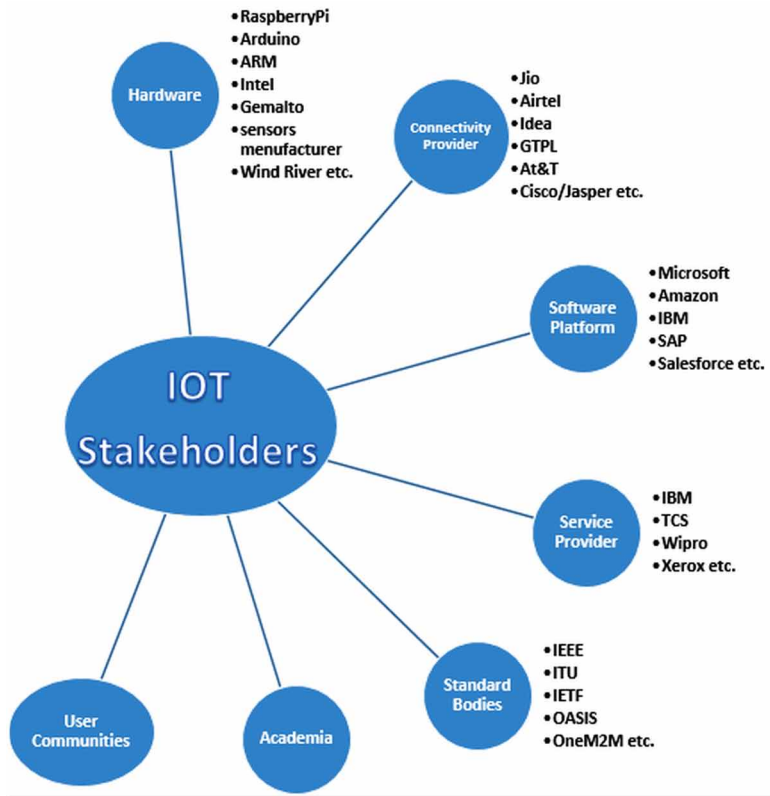 Hardware
•RaspberryPi
•Arduino
•ARM
•Intel
•Gemalto
•sensors
menufacturer
•Wind River etc.
Connectivity
Provider
•Jio
•Airtel
•Idea
•GTPL
•At&T
•Cisco/Jasper etc.
Software
Platform
•Microsoft
•Amazon
•IBM
•SAP
•Salesforce etc.
IOT
Stakeholders
Service
Provider
•IBM
•TCS
•Wipro
•Xerox etc.
Standard
Bodies
•IEEE
•ITU
•IETF
•OASIS
•OneM2M etc.
Academia
User
Communities